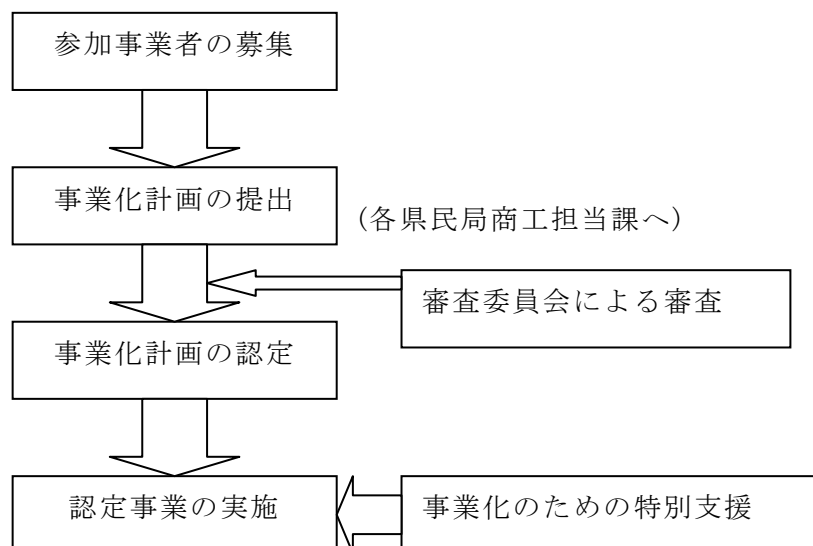 参加事業者の募集
事業化計画の提出
(各県民局商工担当課へ)
審査委員会による審査
事業化計画の認定
認定事業の実施
事業化のための特別支援